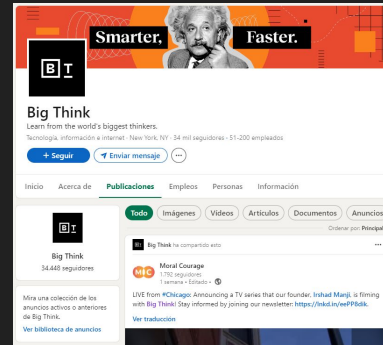 Smarter, Faster.
B I
Big Think
Learn from the world's biggest thinkers.
Tecnología, información e internet · New York, NY · 34 mil seguidores · 51-200 empleados
+ Seguir
Enviar mensaje
Inicio Acerca de Publicaciones Empleos Personas Información
B I
Big Think
34.448 seguidores
Mira una colección de los
anuncios activos o anteriores
de Big Think.
Ver biblioteca de anuncios
Todo Imágenes Vídeos Artículos Documentos Anuncios
Ordenar por: Principal
B I Big Think ha compartido esto
MC
Moral Courage
1.792 seguidores
1 semana • Editado •
LIVE from #Chicago: Announcing a TV series that our founder, Irshad Manji, is filming
with Big Think! Stay informed by joining our newsletter: https://lnkd.in/eePP8dik.
Ver traducción